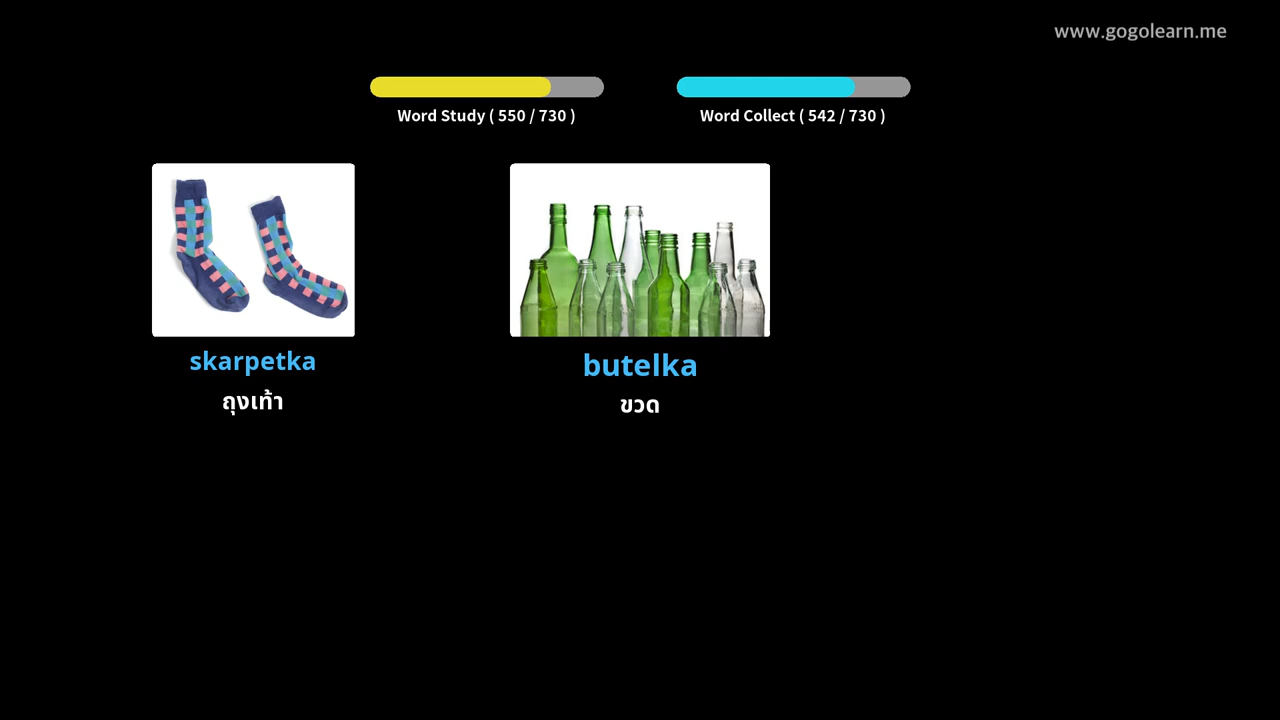 www.gogolearn.me
Word Study ( 550 / 730 )
Word Collect ( 542 / 730 )
skarpetka
ถุงเท้า
butelka
ขวด